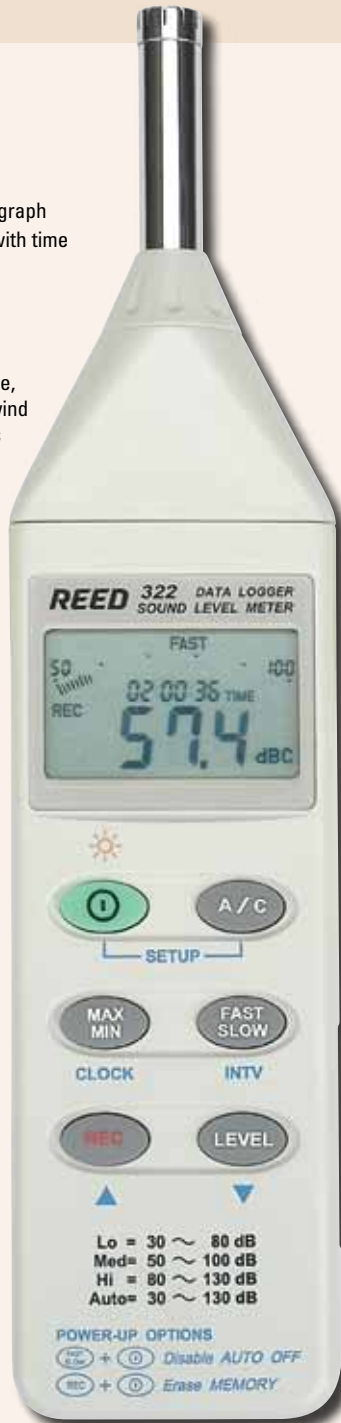 graph
with time
e,
wind
REED 322 DATA LOGGER
SOUND LEVEL METER
FAST
50 100
02 00 36 TIME
REC
57.4 dBC
A/C
SETUP
MAX
MIN
FAST
SLOW
CLOCK INTV
REC LEVEL
Lo = 30 ~ 80 dB
Med= 50 ~ 100 dB
Hi = 80 ~ 130 dB
Auto= 30 ~ 130 dB
POWER-UP OPTIONS
FAST
SLOW + Disable AUTO OFF
REC + Erase MEMORY